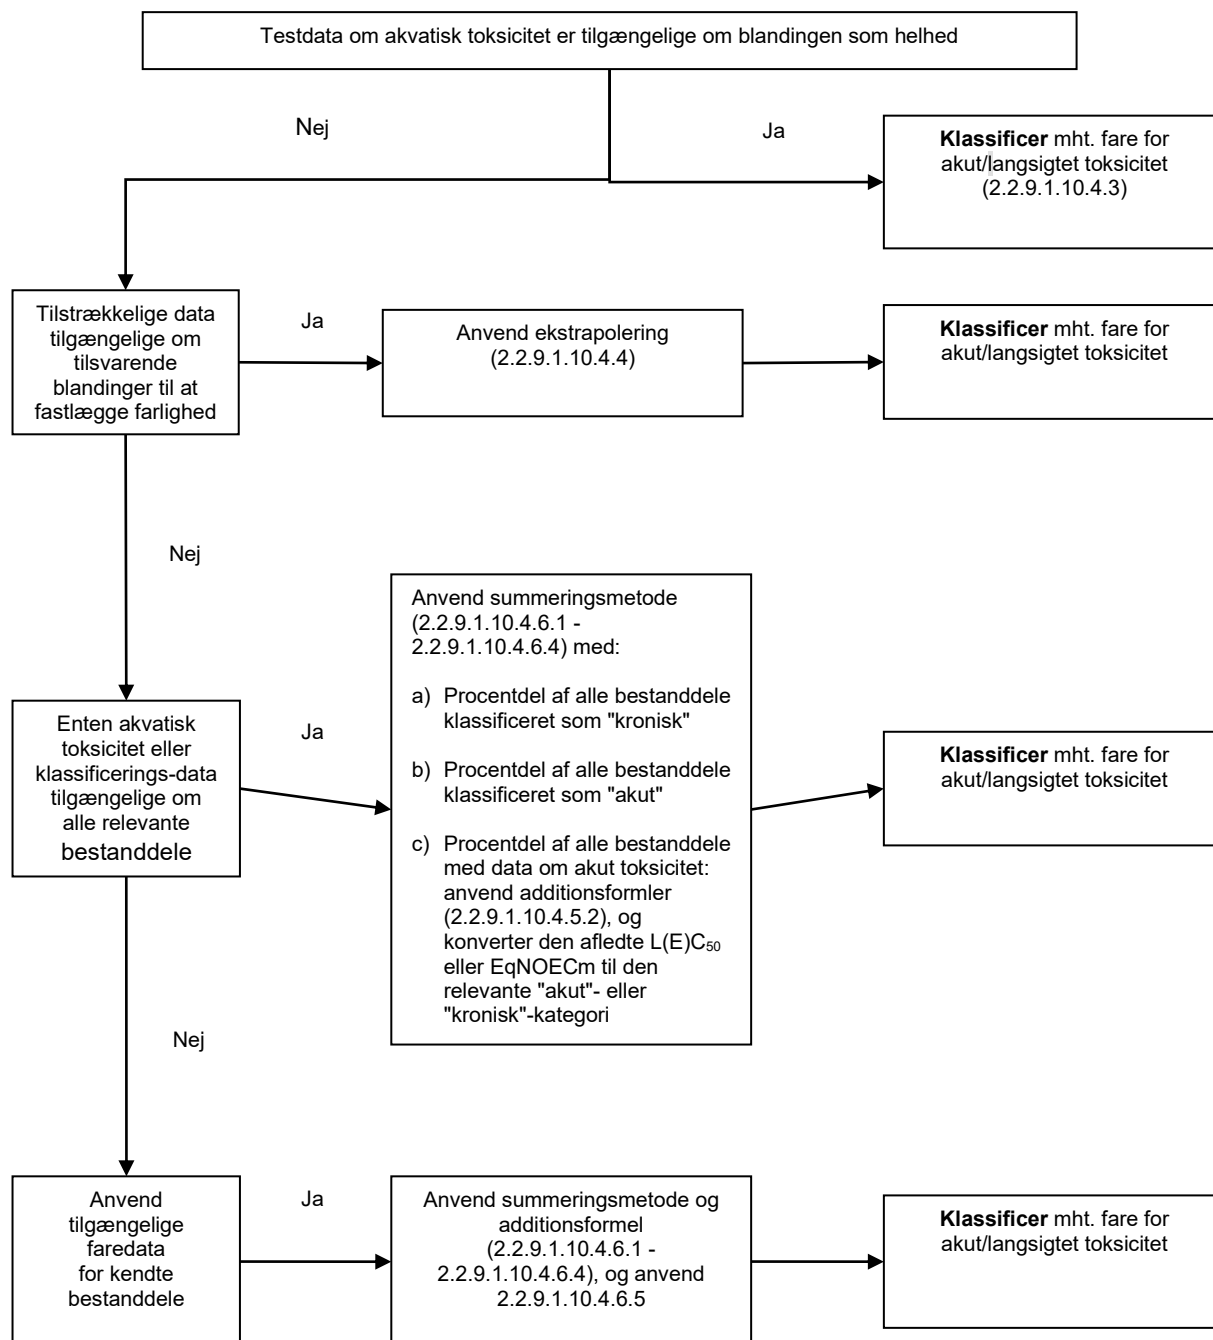 Testdata om akvatisk toksicitet er tilgængelige om blandingen som helhed
Nej
Ja
Klassificer mht. fare for
akut/langsigtet toksicitet
(2.2.9.1.10.4.3)
Tilstrækkelige data
tilgængelige om
tilsvarende
blandinger til at
fastlægge farlighed
Ja
Anvend ekstrapolering
(2.2.9.1.10.4.4)
Klassificer mht. fare for
akut/langsigtet toksicitet
Nej
Enten akvatisk
toksicitet eller
klassificerings-data
tilgængelige om
alle relevante
bestanddele
Ja
Anvend summeringsmetode
(2.2.9.1.10.4.6.1 -
2.2.9.1.10.4.6.4) med:
a) Procentdel af alle bestanddele
klassificeret som "kronisk"
b) Procentdel af alle bestanddele
klassificeret som "akut"
c) Procentdel af alle bestanddele
med data om akut toksicitet:
anvend additionsformler
(2.2.9.1.10.4.5.2), og
konverter den afledte L(E)C₅₀
eller EqNOECm til den
relevante "akut"- eller
"kronisk"-kategori
Klassificer mht. fare for
akut/langsigtet toksicitet
Nej
Anvend
tilgængelige
faredata
for kendte
bestanddele
Ja
Anvend summeringsmetode og
additionsformel
(2.2.9.1.10.4.6.1 -
2.2.9.1.10.4.6.4), og anvend
2.2.9.1.10.4.6.5
Klassificer mht. fare for
akut/langsigtet toksicitet